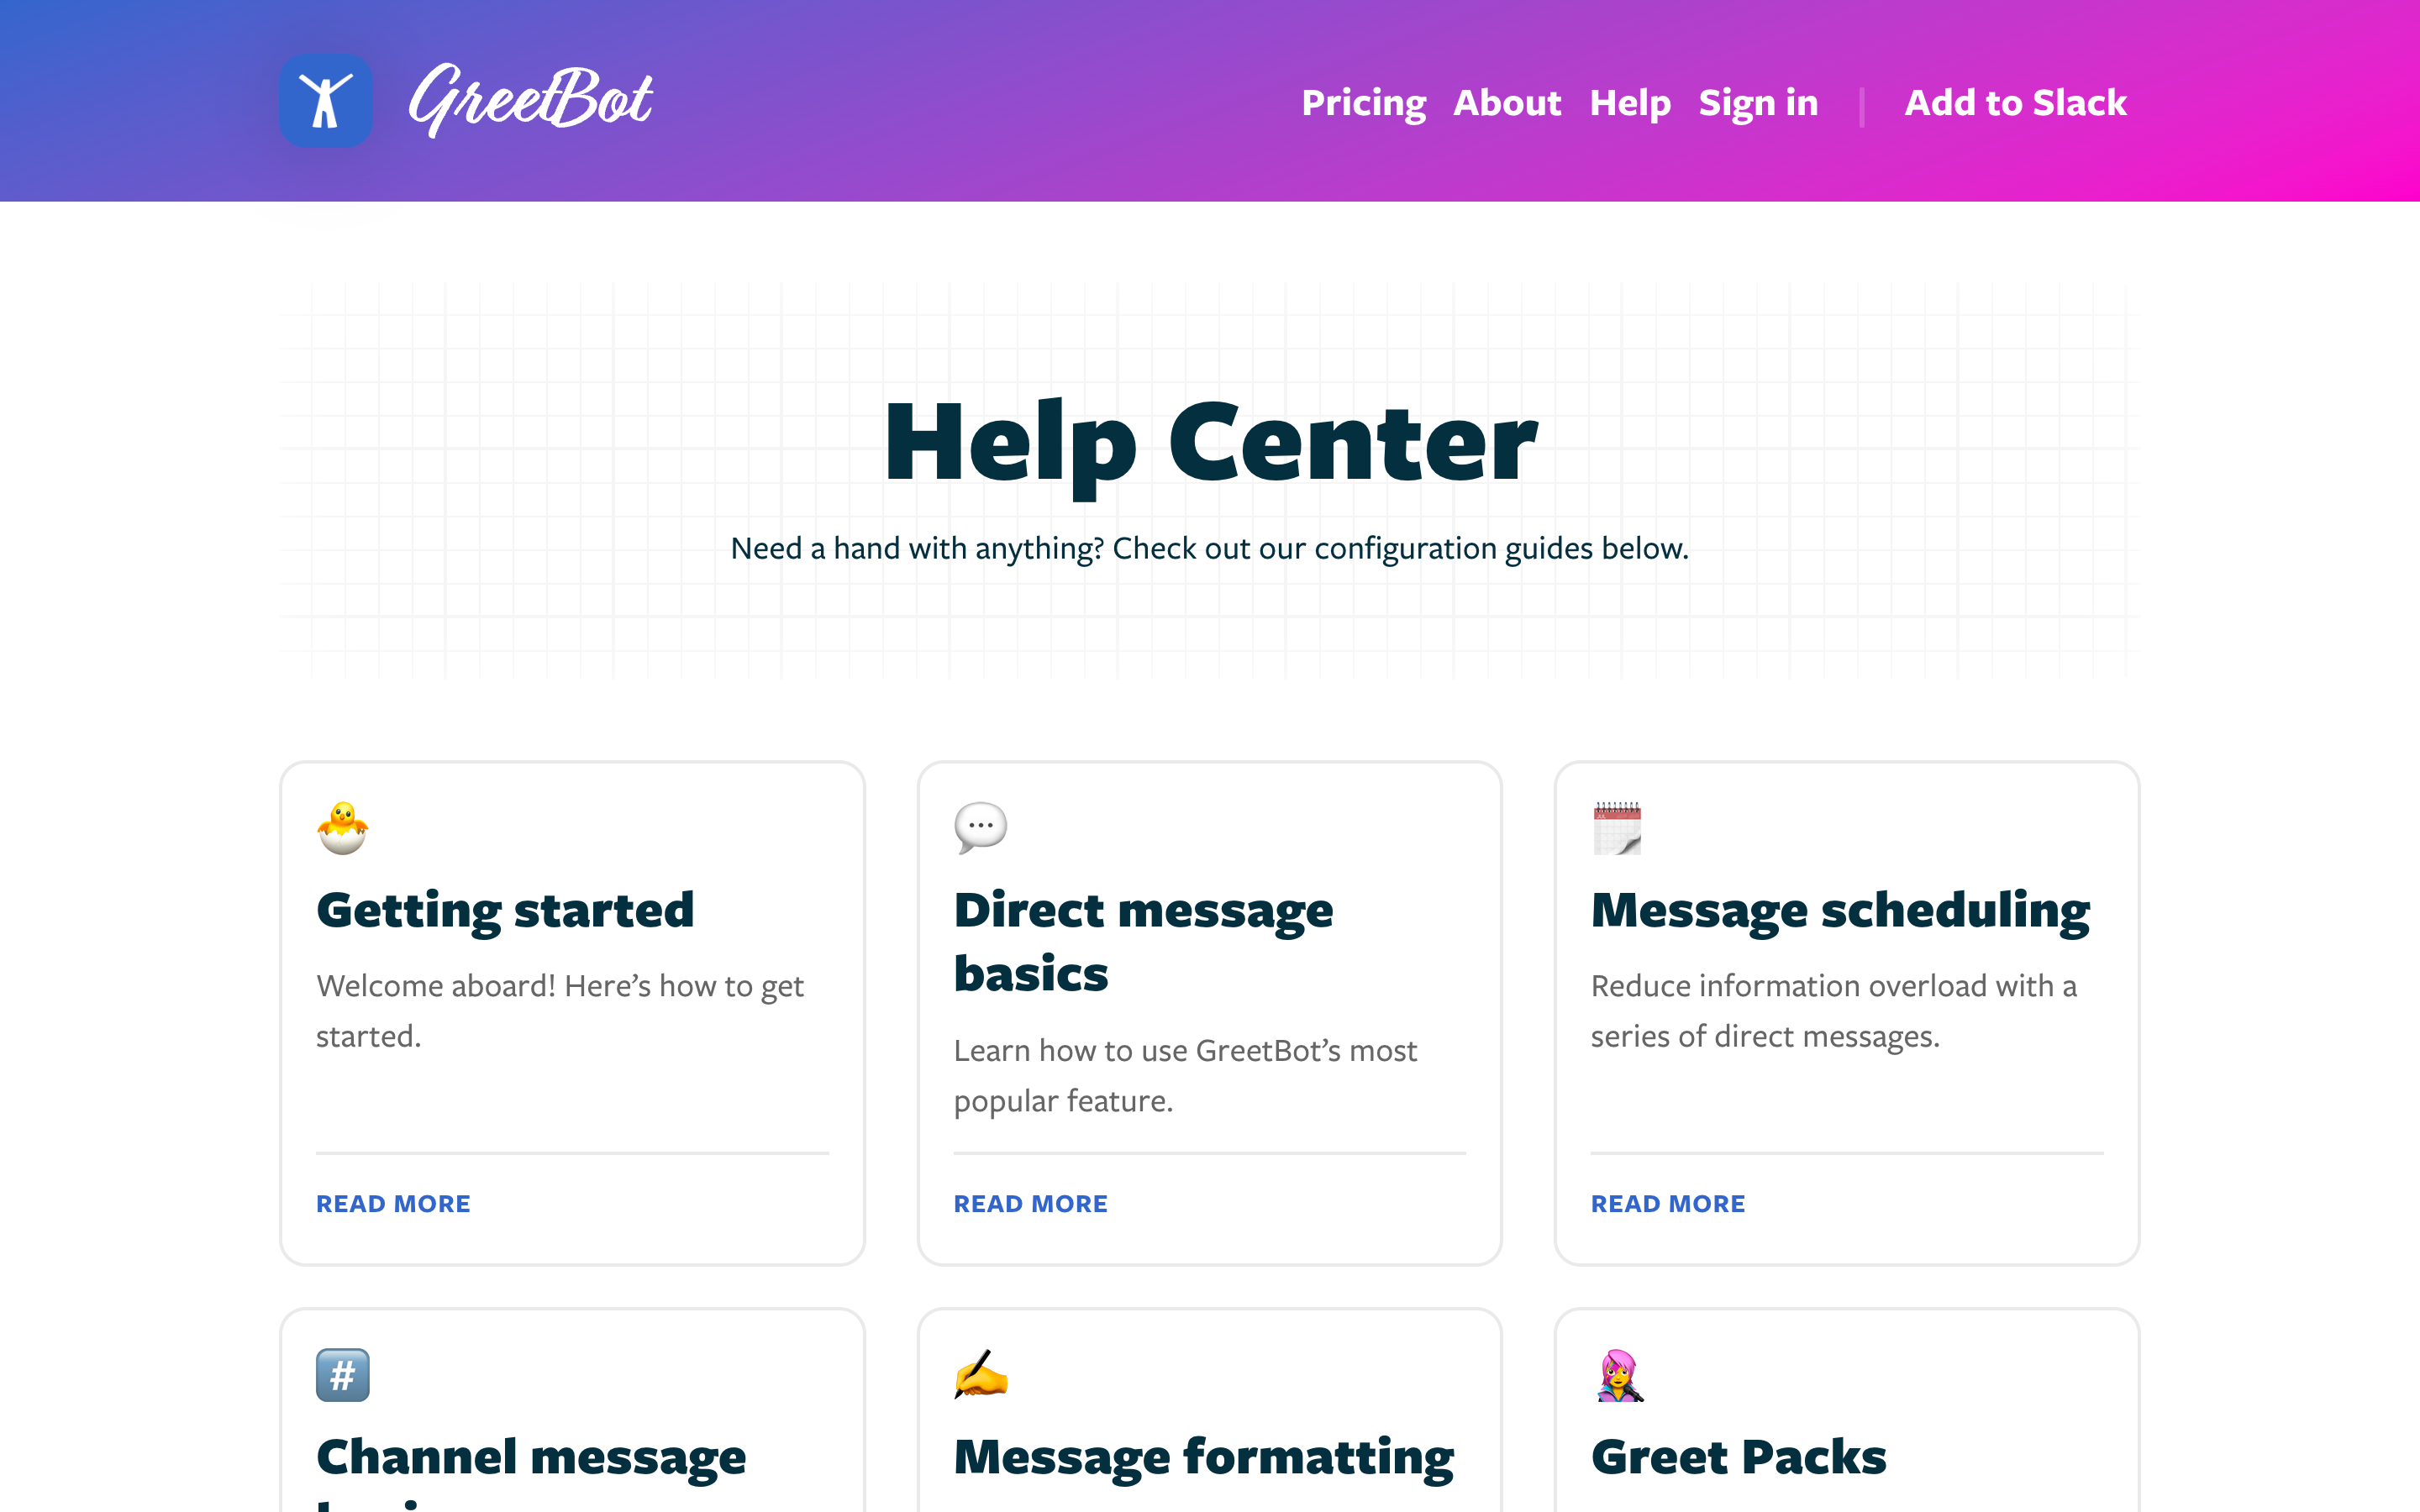 GreetBot
Pricing About Help Sign in Add to Slack
Help Center
Need a hand with anything? Check out our configuration guides below.
Getting started
Welcome aboard! Here’s how to get
started.
READ MORE
Direct message
basics
Learn how to use GreetBot’s most
popular feature.
READ MORE
JUL
Message scheduling
Reduce information overload with a
series of direct messages.
READ MORE
#
Channel message
Message formatting
Greet Packs